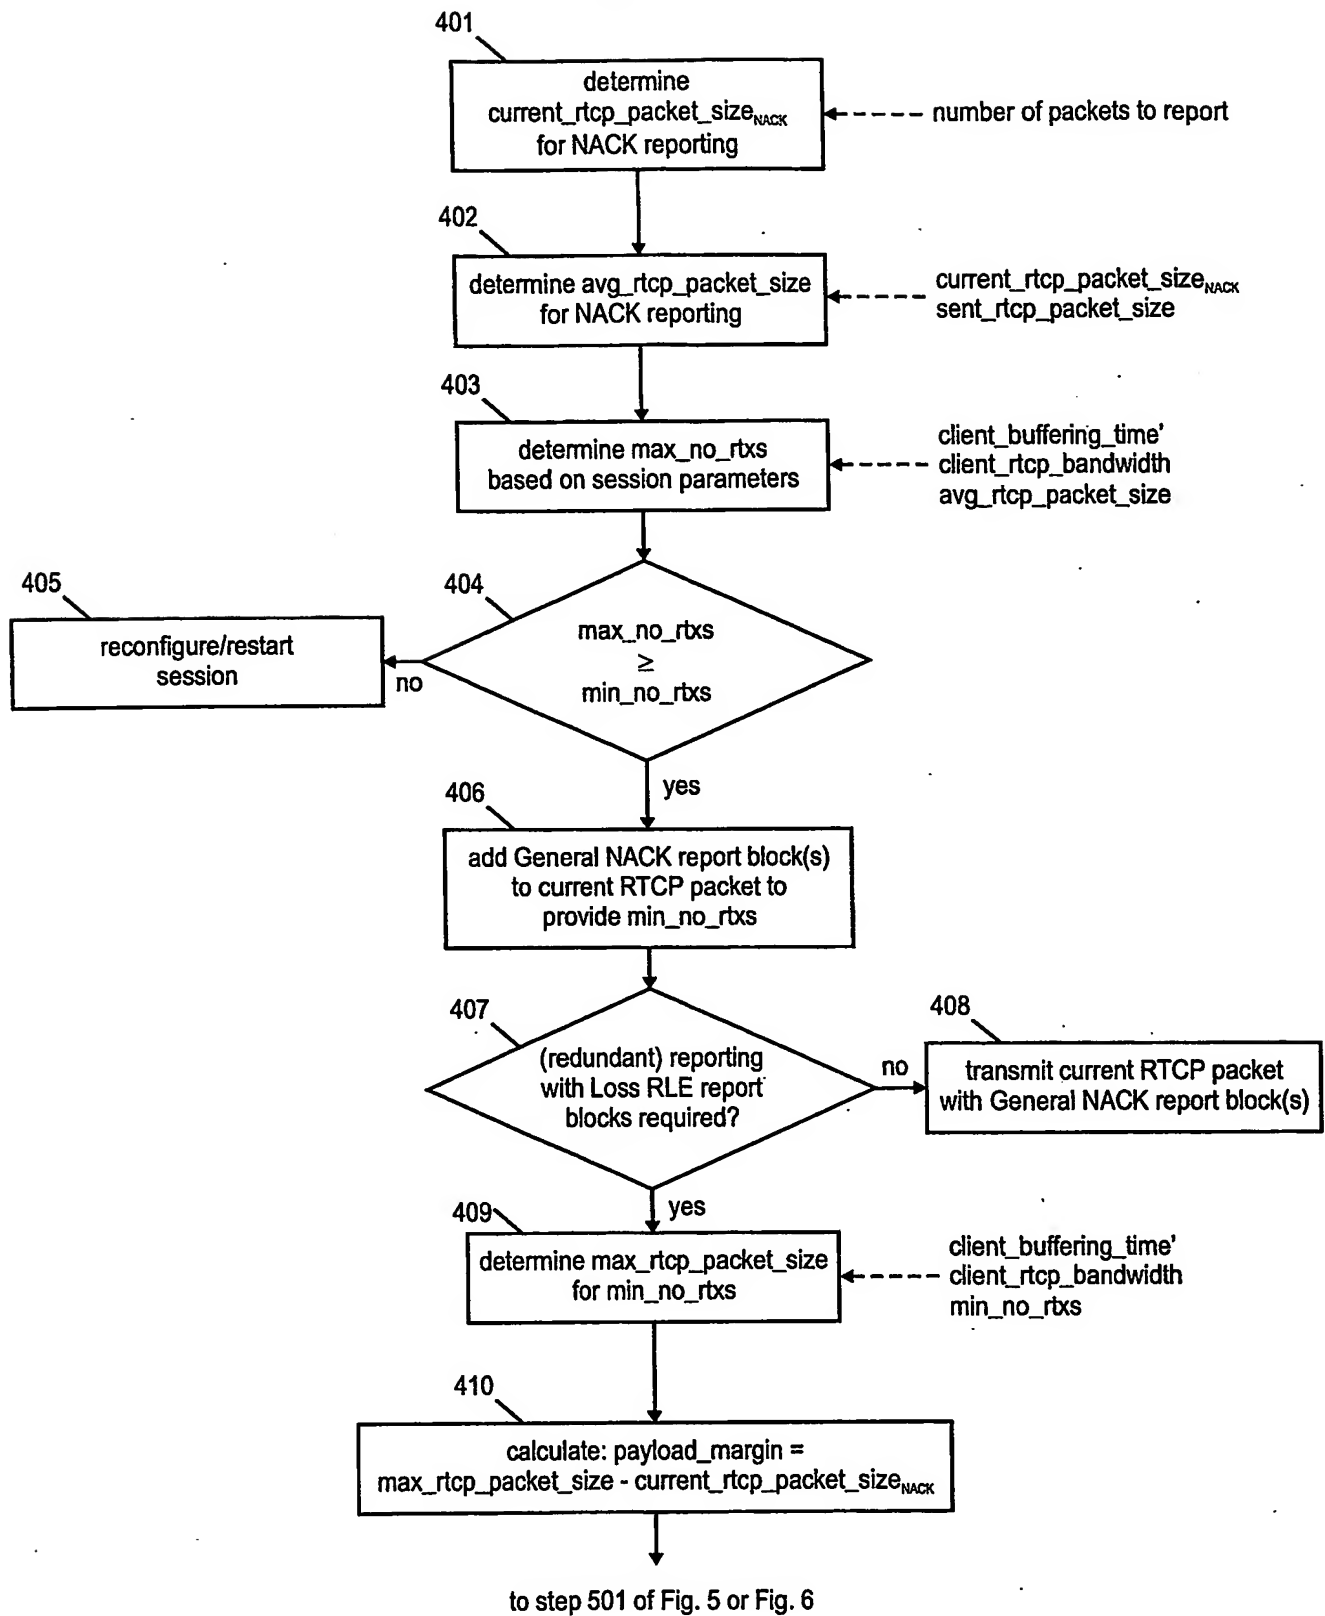 401
determine
current_rtcp_packet_sizeNACK
for NACK reporting
number of packets to report
402
determine avg_rtcp_packet_size
for NACK reporting
current_rtcp_packet_sizeNACK
sent_rtcp_packet_size
403
determine max_no_rtxs
based on session parameters
client_buffering_time'
client_rtcp_bandwidth
avg_rtcp_packet_size
404
max_no_rtxs
≥
min_no_rtxs
405
reconfigure/restart
session
no
yes
406
add General NACK report block(s)
to current RTCP packet to
provide min_no_rtxs
407
(redundant) reporting
with Loss RLE report
blocks required?
no
408
transmit current RTCP packet
with General NACK report block(s)
yes
409
determine max_rtcp_packet_size
for min_no_rtxs
client_buffering_time'
client_rtcp_bandwidth
min_no_rtxs
410
calculate: payload_margin =
max_rtcp_packet_size - current_rtcp_packet_sizeNACK
to step 501 of Fig. 5 or Fig. 6